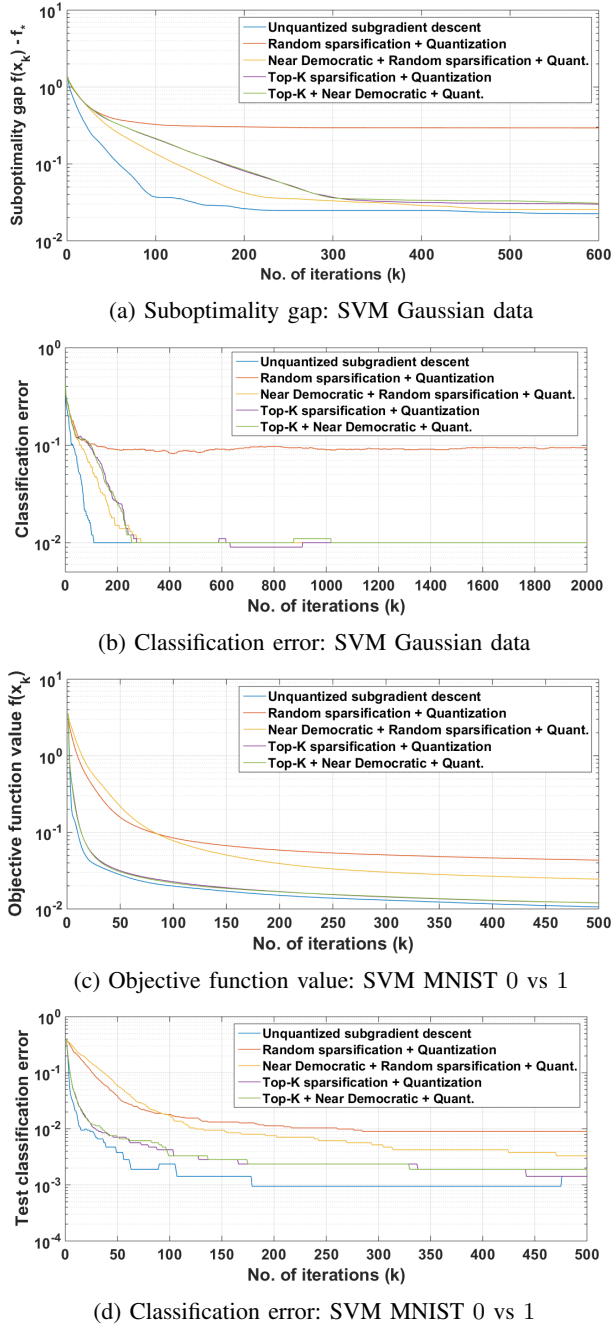 Suboptimality gap f(x_k) - f_*
10^1
10^0
10^-1
10^-2
Unquantized subgradient descent
Random sparsification + Quantization
Near Democratic + Random sparsification + Quant.
Top-K sparsification + Quantization
Top-K + Near Democratic + Quant.
0 100 200 300 400 500 600
No. of iterations (k)
(a) Suboptimality gap: SVM Gaussian data
Classification error
10^0
10^-1
10^-2
Unquantized subgradient descent
Random sparsification + Quantization
Near Democratic + Random sparsification + Quant.
Top-K sparsification + Quantization
Top-K + Near Democratic + Quant.
0 200 400 600 800 1000 1200 1400 1600 1800 2000
No. of iterations (k)
(b) Classification error: SVM Gaussian data
Objective function value f(x_k)
10^1
10^0
10^-1
10^-2
Unquantized subgradient descent
Random sparsification + Quantization
Near Democratic + Random sparsification + Quant.
Top-K sparsification + Quantization
Top-K + Near Democratic + Quant.
0 50 100 150 200 250 300 350 400 450 500
No. of iterations (k)
(c) Objective function value: SVM MNIST 0 vs 1
Test classification error
10^0
10^-1
10^-2
10^-3
10^-4
Unquantized subgradient descent
Random sparsification + Quantization
Near Democratic + Random sparsification + Quant.
Top-K sparsification + Quantization
Top-K + Near Democratic + Quant.
0 50 100 150 200 250 300 350 400 450 500
No. of iterations (k)
(d) Classification error: SVM MNIST 0 vs 1